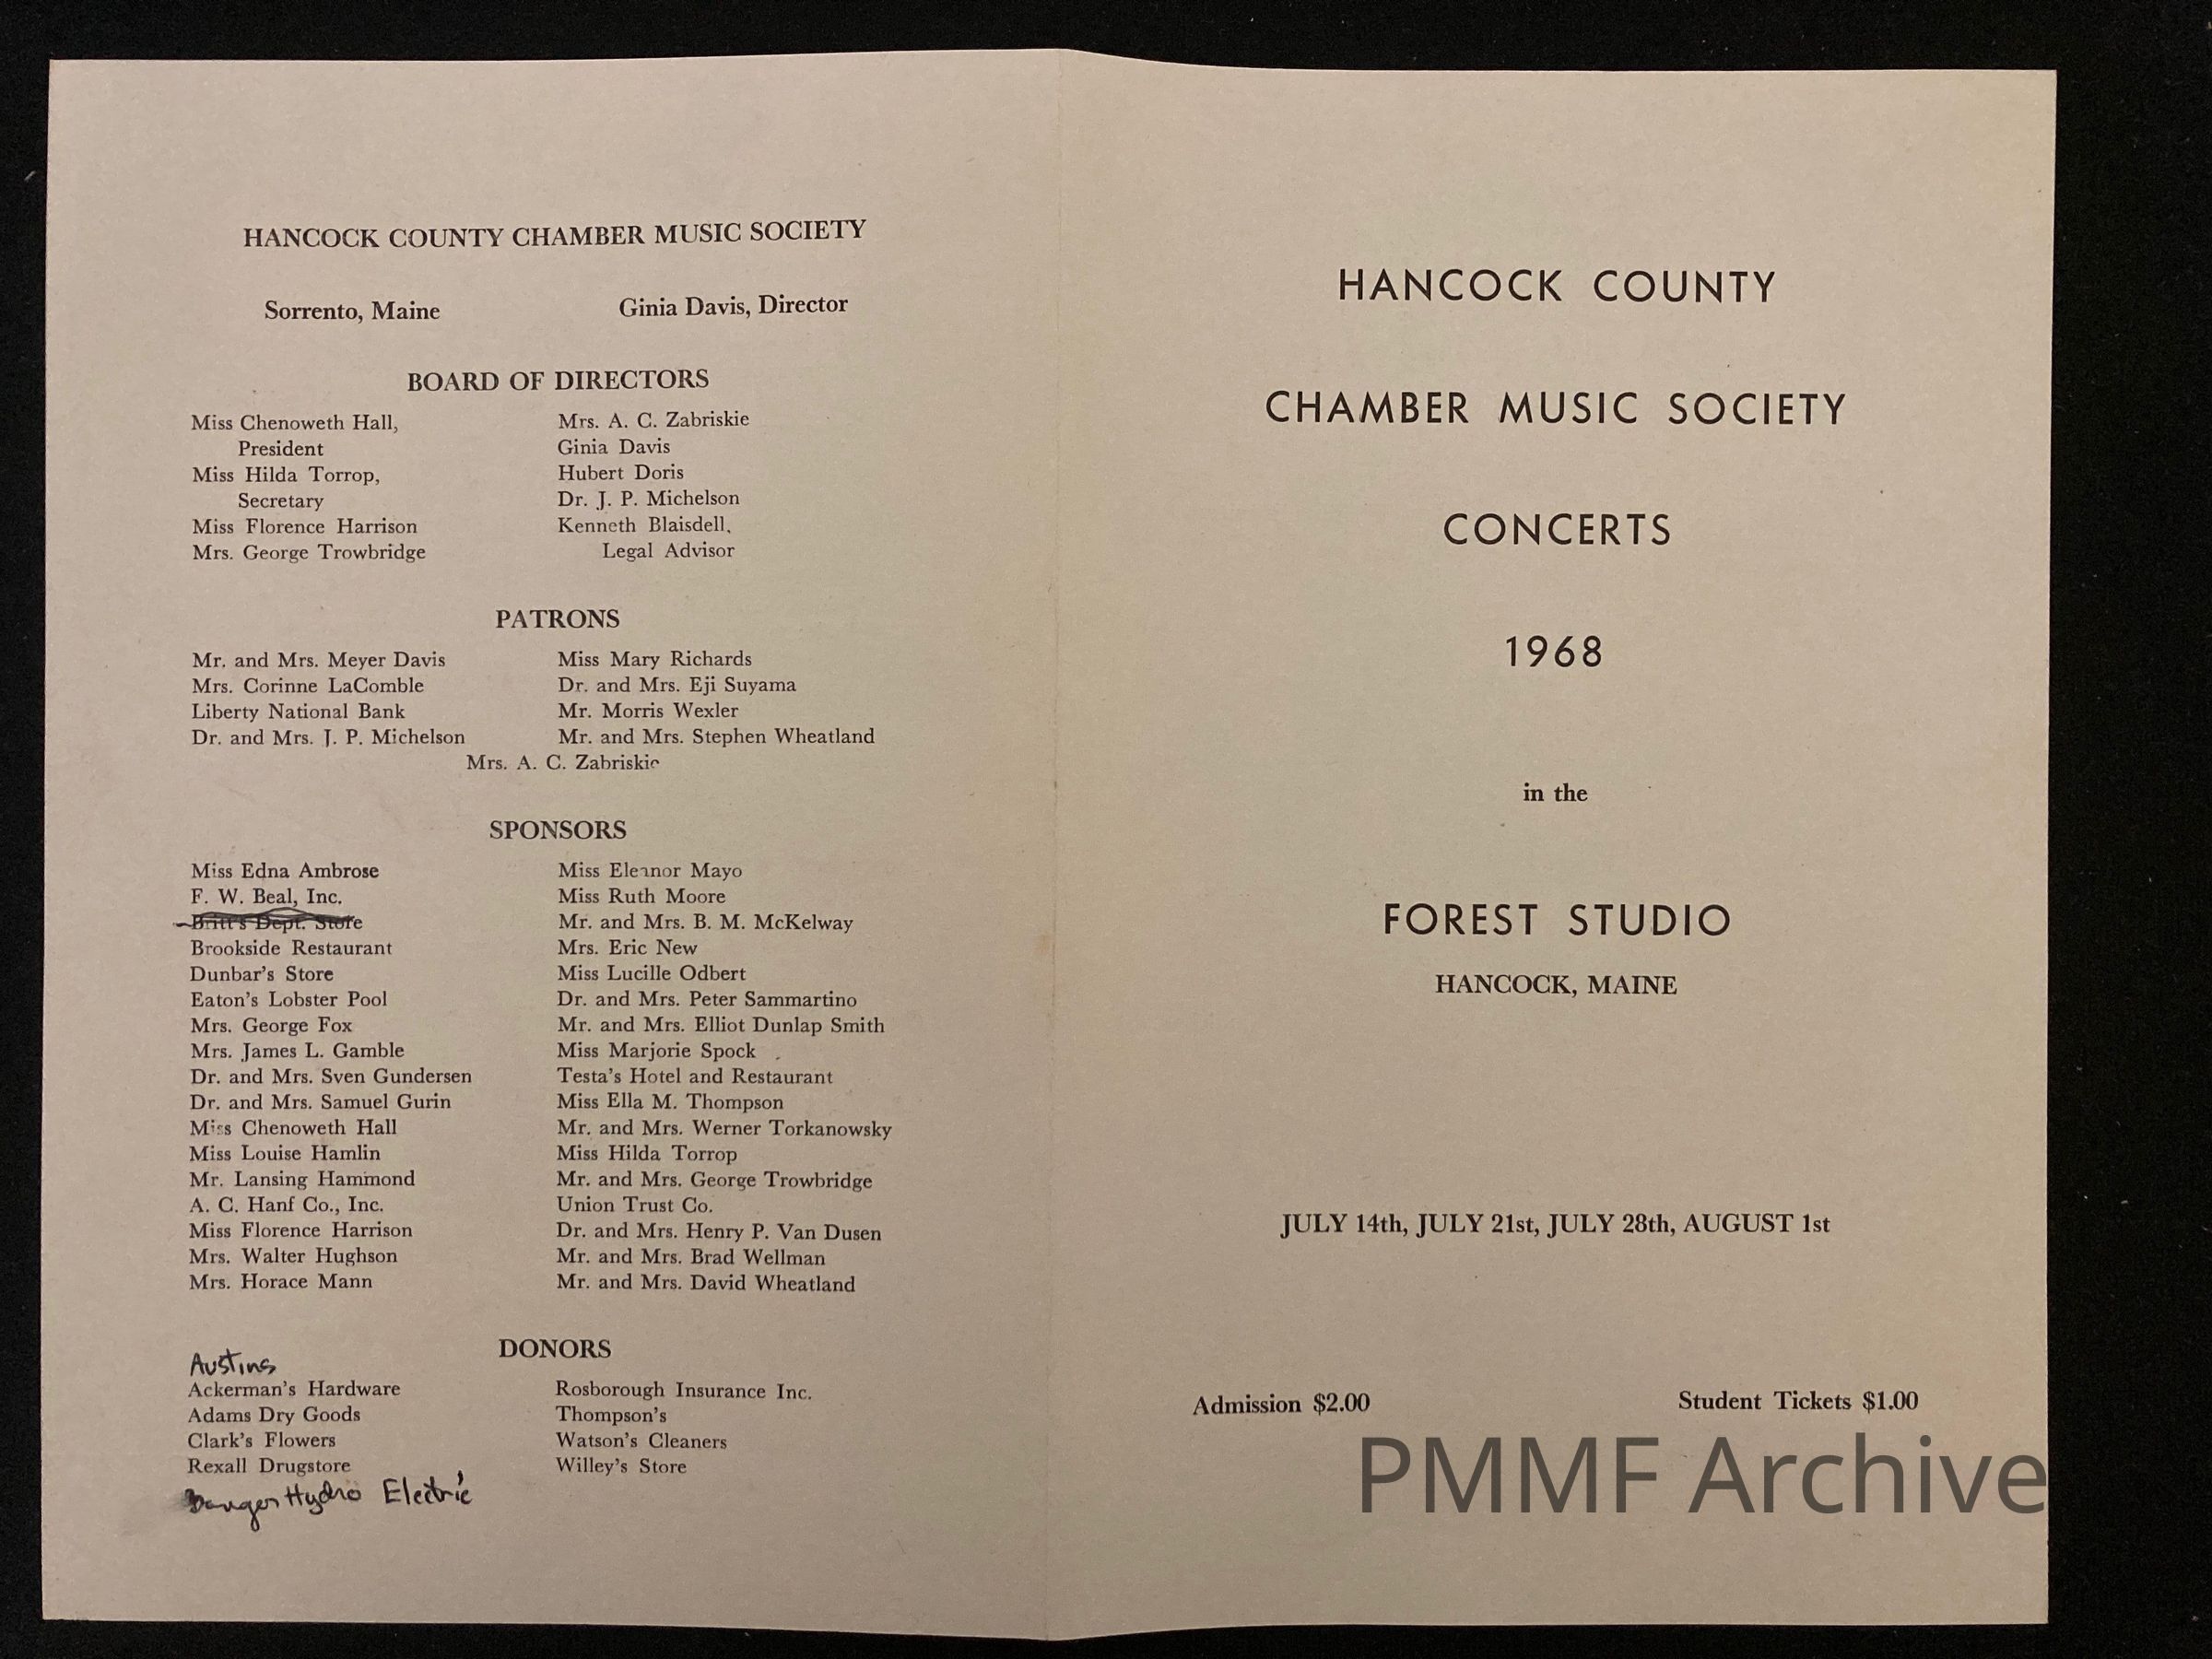 HANCOCK COUNTY CHAMBER MUSIC SOCIETY
Sorrento, Maine Ginia Davis, Director
BOARD OF DIRECTORS
Miss Chenoweth Hall,
President
Miss Hilda Torrop,
Secretary
Miss Florence Harrison
Mrs. George Trowbridge
Mrs. A. C. Zabriskie
Ginia Davis
Hubert Doris
Dr. J. P. Michelson
Kenneth Blaisdell,
Legal Advisor
PATRONS
Mr. and Mrs. Meyer Davis
Mrs. Corinne LaComble
Liberty National Bank
Dr. and Mrs. J. P. Michelson
Miss Mary Richards
Dr. and Mrs. Eji Suyama
Mr. Morris Wexler
Mr. and Mrs. Stephen Wheatland
Mrs. A. C. Zabriskie
SPONSORS
Miss Edna Ambrose
F. W. Beal, Inc.
Britt's Dept. Store
Brookside Restaurant
Dunbar's Store
Eaton's Lobster Pool
Mrs. George Fox
Mrs. James L. Gamble
Dr. and Mrs. Sven Gundersen
Dr. and Mrs. Samuel Gurin
Miss Chenoweth Hall
Miss Louise Hamlin
Mr. Lansing Hammond
A. C. Hanf Co., Inc.
Miss Florence Harrison
Mrs. Walter Hughson
Mrs. Horace Mann
Miss Eleanor Mayo
Miss Ruth Moore
Mr. and Mrs. B. M. McKelway
Mrs. Eric New
Miss Lucille Odbert
Dr. and Mrs. Peter Sammartino
Mr. and Mrs. Elliot Dunlap Smith
Miss Marjorie Spock
Testa's Hotel and Restaurant
Miss Ella M. Thompson
Mr. and Mrs. Werner Torkanowsky
Miss Hilda Torrop
Mr. and Mrs. George Trowbridge
Union Trust Co.
Dr. and Mrs. Henry P. Van Dusen
Mr. and Mrs. Brad Wellman
Mr. and Mrs. David Wheatland
DONORS
Austins
Ackerman's Hardware
Adams Dry Goods
Clark's Flowers
Rexall Drugstore
Bangor Hydro Electric
Rosborough Insurance Inc.
Thompson's
Watson's Cleaners
Willey's Store
HANCOCK COUNTY
CHAMBER MUSIC SOCIETY
CONCERTS
1968
in the
FOREST STUDIO
HANCOCK, MAINE
JULY 14th, JULY 21st, JULY 28th, AUGUST 1st
Admission $2.00 Student Tickets $1.00
PMMF Archive